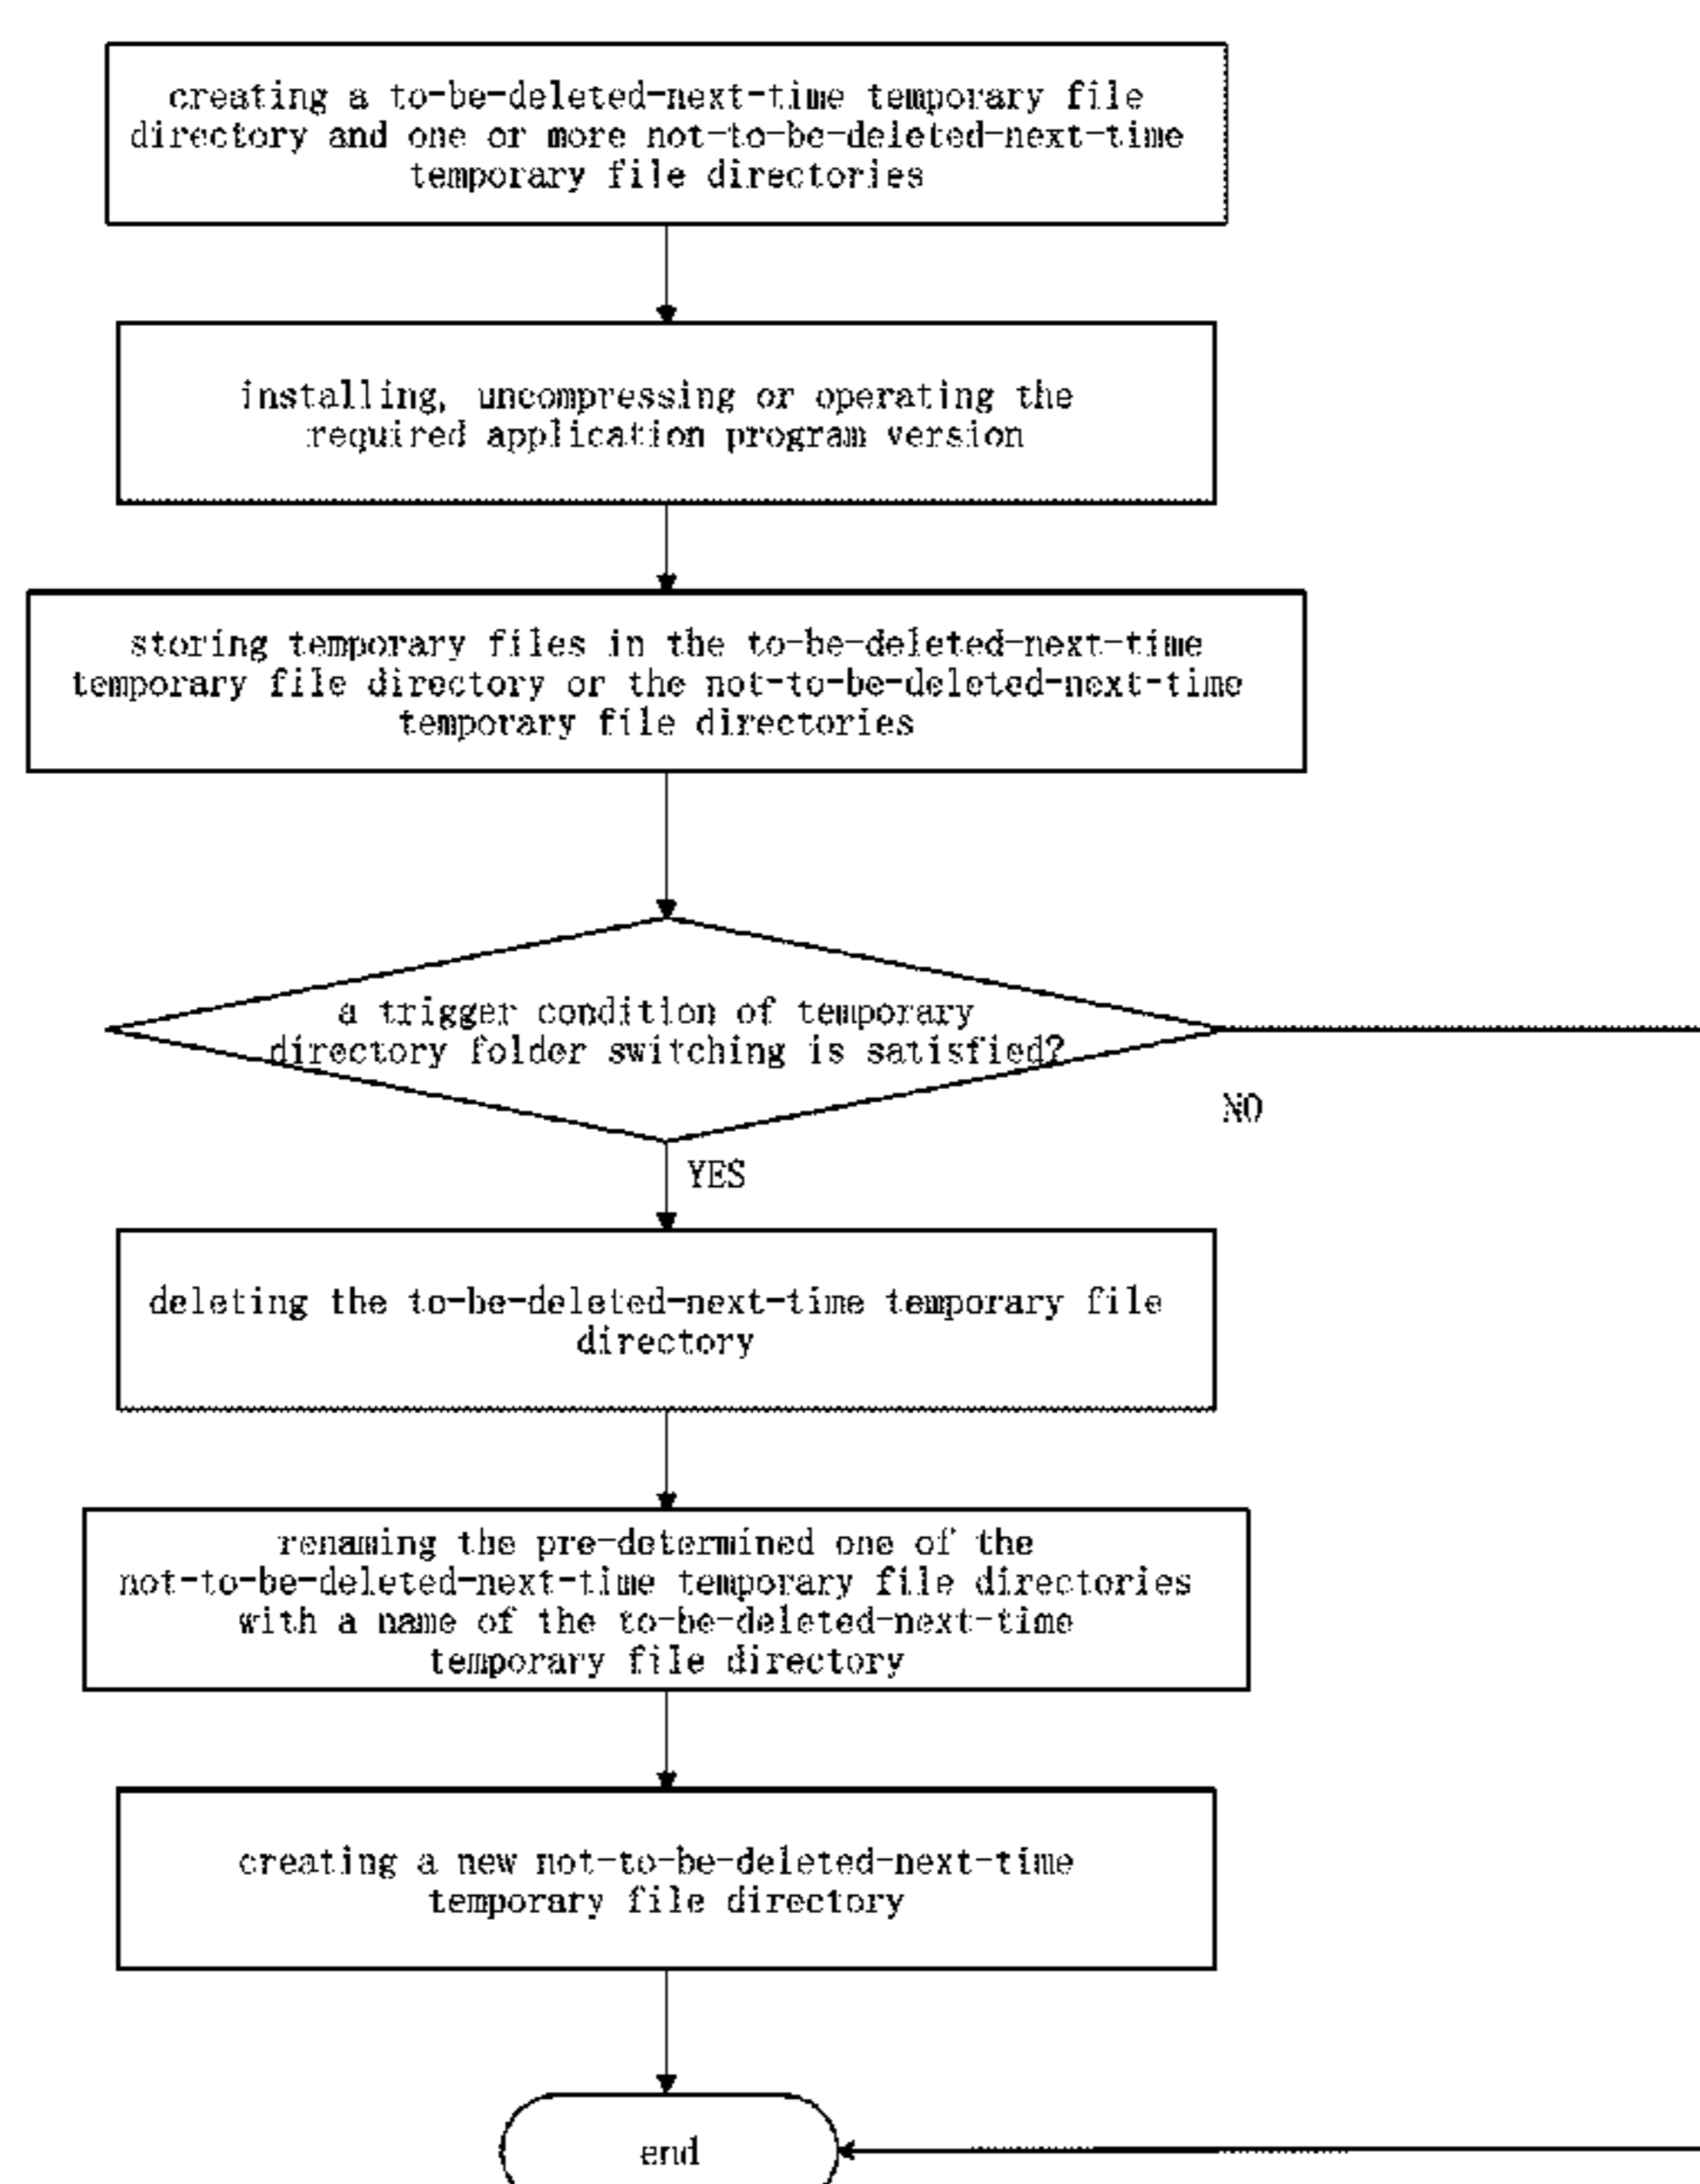 creating a to-be-deleted-next-time temporary file
directory and one or more not-to-be-deleted-next-time
temporary file directories
installing, uncompressing or operating the
required application program version
storing temporary files in the to-be-deleted-next-time
temporary file directory or the not-to-be-deleted-next-time
temporary file directories
a trigger condition of temporary
directory folder switching is satisfied?
NO
YES
deleting the to-be-deleted-next-time temporary file
directory
renaming the pre-determined one of the
not-to-be-deleted-next-time temporary file directories
with a name of the to-be-deleted-next-time
temporary file directory
creating a new not-to-be-deleted-next-time
temporary file directory
end